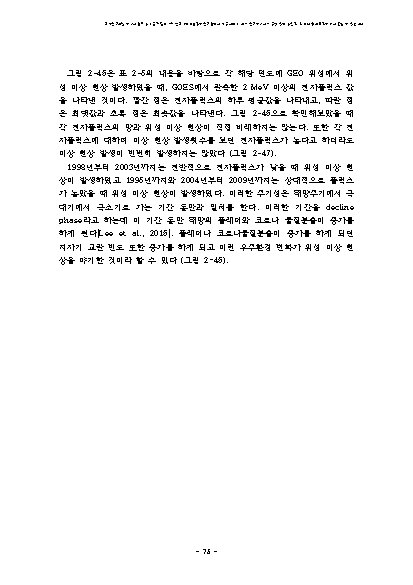 그림 2-45은 표 2-5의 내용을 바탕으로 각 해당 연도에 GEO 위성에서 위
성 이상 현상 발생하였을 때, GOES에서 관측한 2 MeV 이상의 전자플럭스 값
을 나타낸 것이다. 빨간 점은 전자플럭스의 하루 평균값을 나타내고, 파란 점
은 최댓값과 초록 점은 최솟값을 나타낸다. 그림 2-45으로 확인해보았을 때
각 전자플럭스의 양과 위성 이상 현상이 직접 비례하지는 않는다. 또한 각 전
자플럭스에 대하여 이상 현상 발생횟수를 보면 전자플럭스가 높다고 하더라도
이상 현상 발생이 빈번히 발생하지는 않았다 (그림 2-47).
1998년부터 2003년까지는 전반적으로 전자플럭스가 낮을 때 위성 이상 현
상이 발생하였고 1995년까지와 2004년부터 2009년까지는 상대적으로 플럭스
가 높았을 때 위성 이상 현상이 발생하였다. 이러한 주기성은 태양주기에서 극
대기에서 극소기로 가는 기간 동안과 일치를 한다. 이러한 기간을 decline
phase라고 하는데 이 기간 동안 태양의 플레어와 코로나 물질분출이 증가를
하게 된다[Lee et al., 2015]. 플레어나 코로나물질분출이 증가를 하게 되면
지자기 교란 빈도 또한 증가를 하게 되고 이런 우주환경 변화가 위성 이상 현
상을 야기한 것이라 할 수 있다 (그림 2-46).
- 75 -